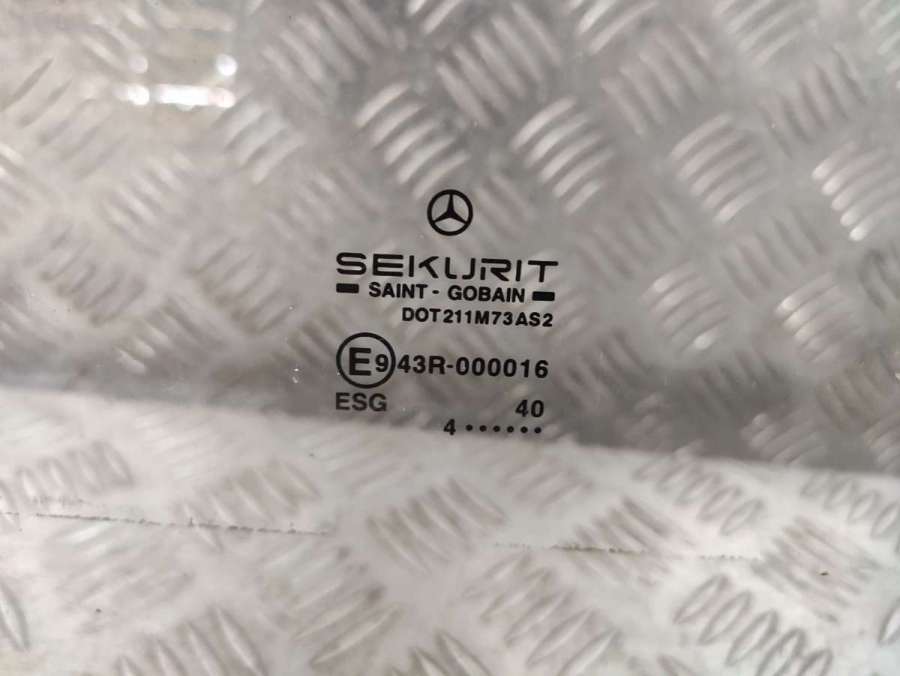 SEKURIT
SAINT - GOBAIN
DOT211M73AS2
E9 43R-000016
ESG 40
4 ••••••